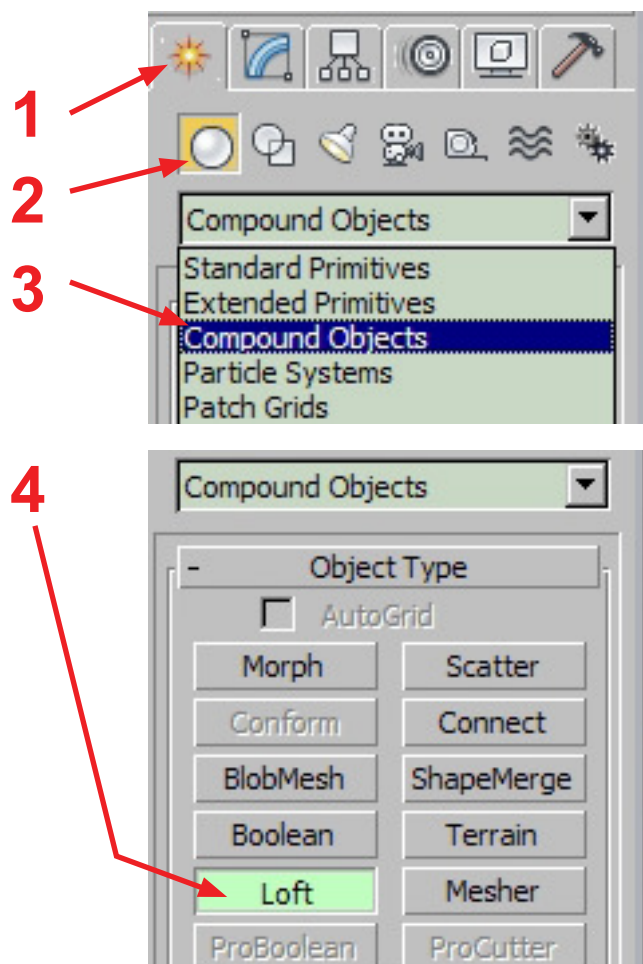 1
2
Compound Objects
Standard Primitives
3
Extended Primitives
Compound Objects
Particle Systems
Patch Grids
4
Compound Objects
- Object Type
AutoGrid
Morph Scatter
Conform Connect
BlobMesh ShapeMerge
Boolean Terrain
Loft Mesher
ProBoolean ProCutter